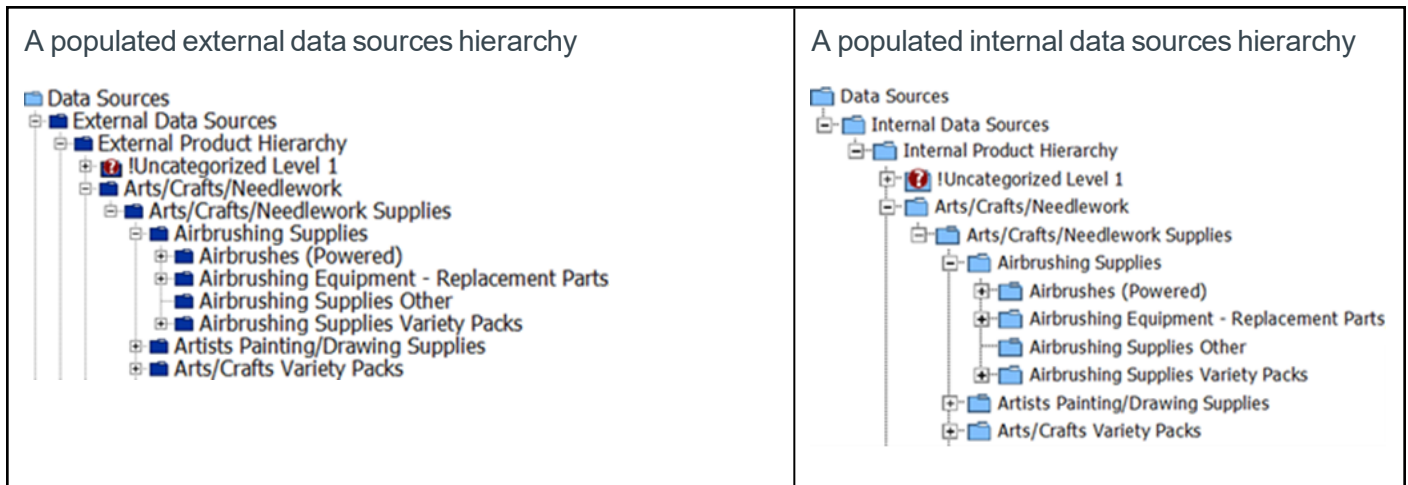 A populated external data sources hierarchy
Data Sources
External Data Sources
External Product Hierarchy
!Uncategorized Level 1
Arts/Crafts/Needlework
Arts/Crafts/Needlework Supplies
Airbrushing Supplies
Airbrushes (Powered)
Airbrushing Equipment - Replacement Parts
Airbrushing Supplies Other
Airbrushing Supplies Variety Packs
Artists Painting/Drawing Supplies
Arts/Crafts Variety Packs
A populated internal data sources hierarchy
Data Sources
Internal Data Sources
Internal Product Hierarchy
!Uncategorized Level 1
Arts/Crafts/Needlework
Arts/Crafts/Needlework Supplies
Airbrushing Supplies
Airbrushes (Powered)
Airbrushing Equipment - Replacement Parts
Airbrushing Supplies Other
Airbrushing Supplies Variety Packs
Artists Painting/Drawing Supplies
Arts/Crafts Variety Packs